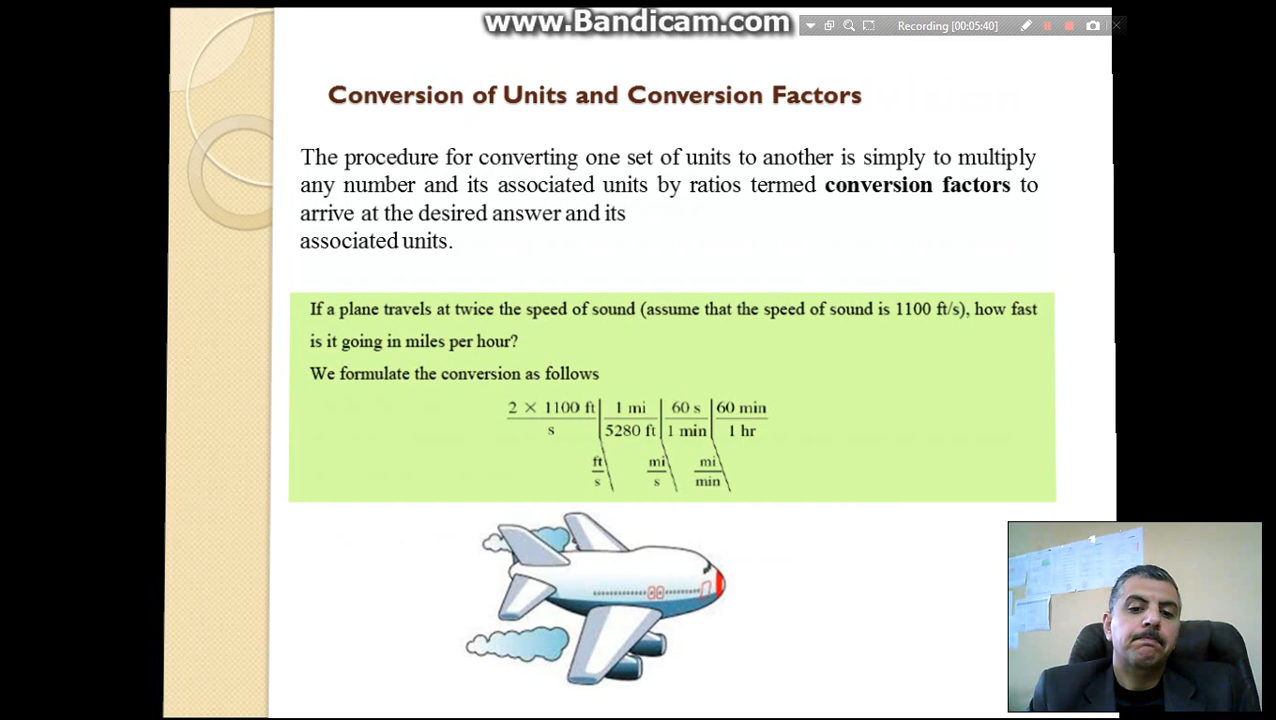 www.Bandicam.com
Recording [00:05:40]
Conversion of Units and Conversion Factors
The procedure for converting one set of units to another is simply to multiply
any number and its associated units by ratios termed conversion factors to
arrive at the desired answer and its
associated units.
If a plane travels at twice the speed of sound (assume that the speed of sound is 1100 ft/s), how fast
is it going in miles per hour?
We formulate the conversion as follows
2 × 1100 ft | 1 mi | 60 s | 60 min
s | 5280 ft | 1 min | 1 hr
ft mi mi
s s min